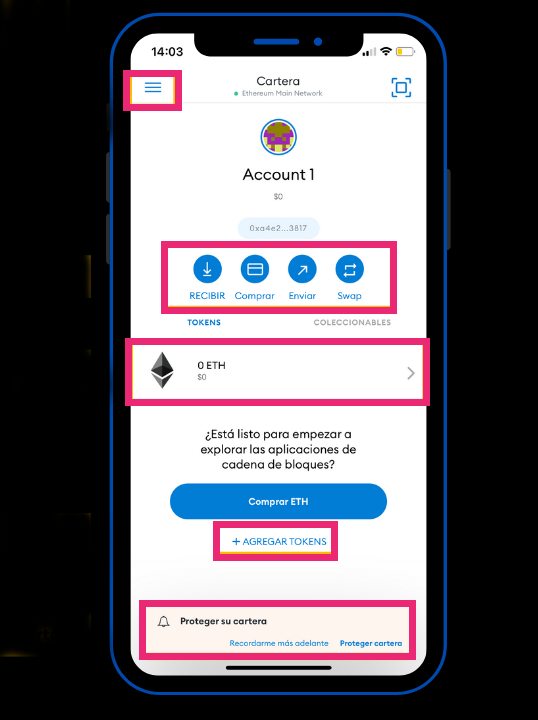 14:03
Cartera
Ethereum Main Network
Account 1
$0
0xa4e2...3817
RECIBIR Comprar Enviar Swap
TOKENS COLECCIONABLES
0 ETH
$0
¿Está listo para empezar a
explorar las aplicaciones de
cadena de bloques?
Comprar ETH
+ AGREGAR TOKENS
Proteger su cartera
Recordarme más adelante Proteger cartera